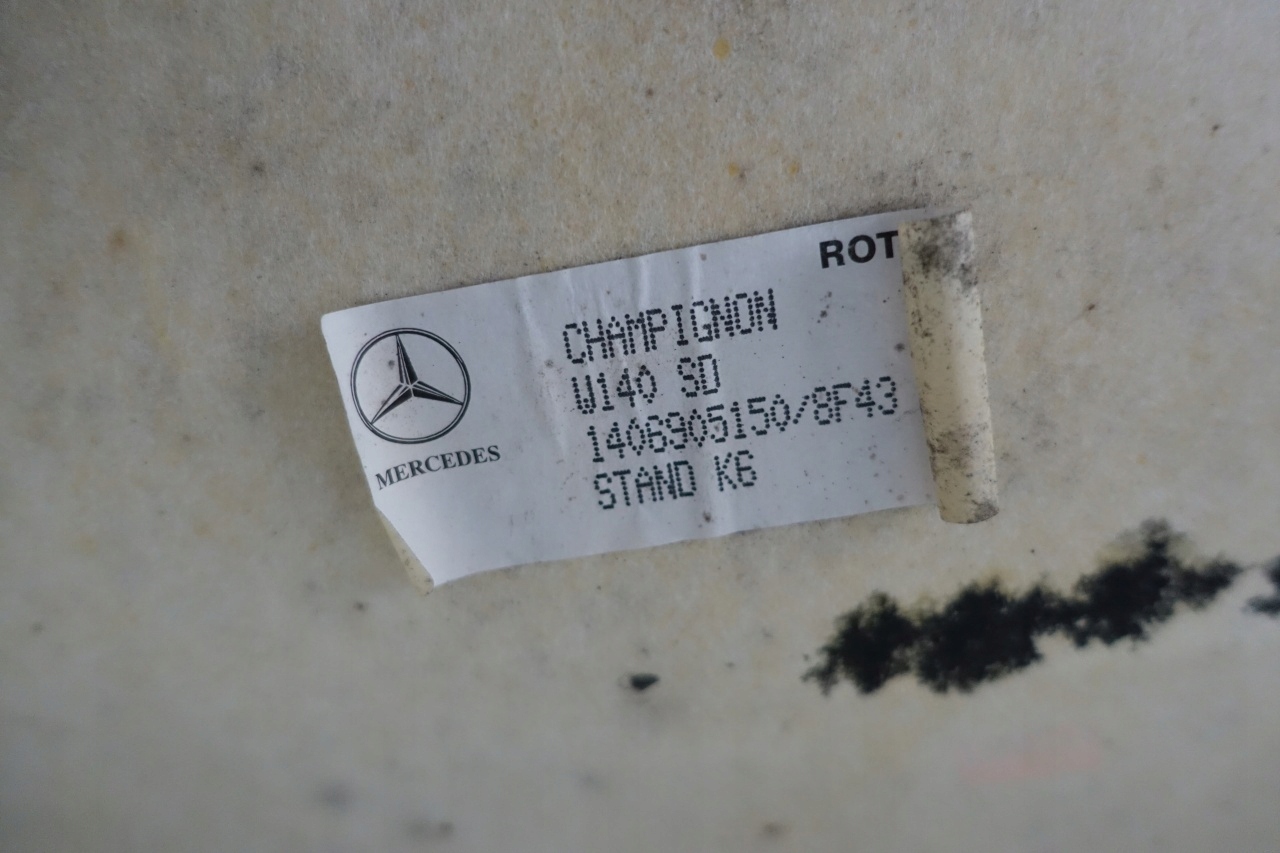 ROT
CHAMPIGNON
W140 SD
1406905150/8F43
STAND K6
MERCEDES